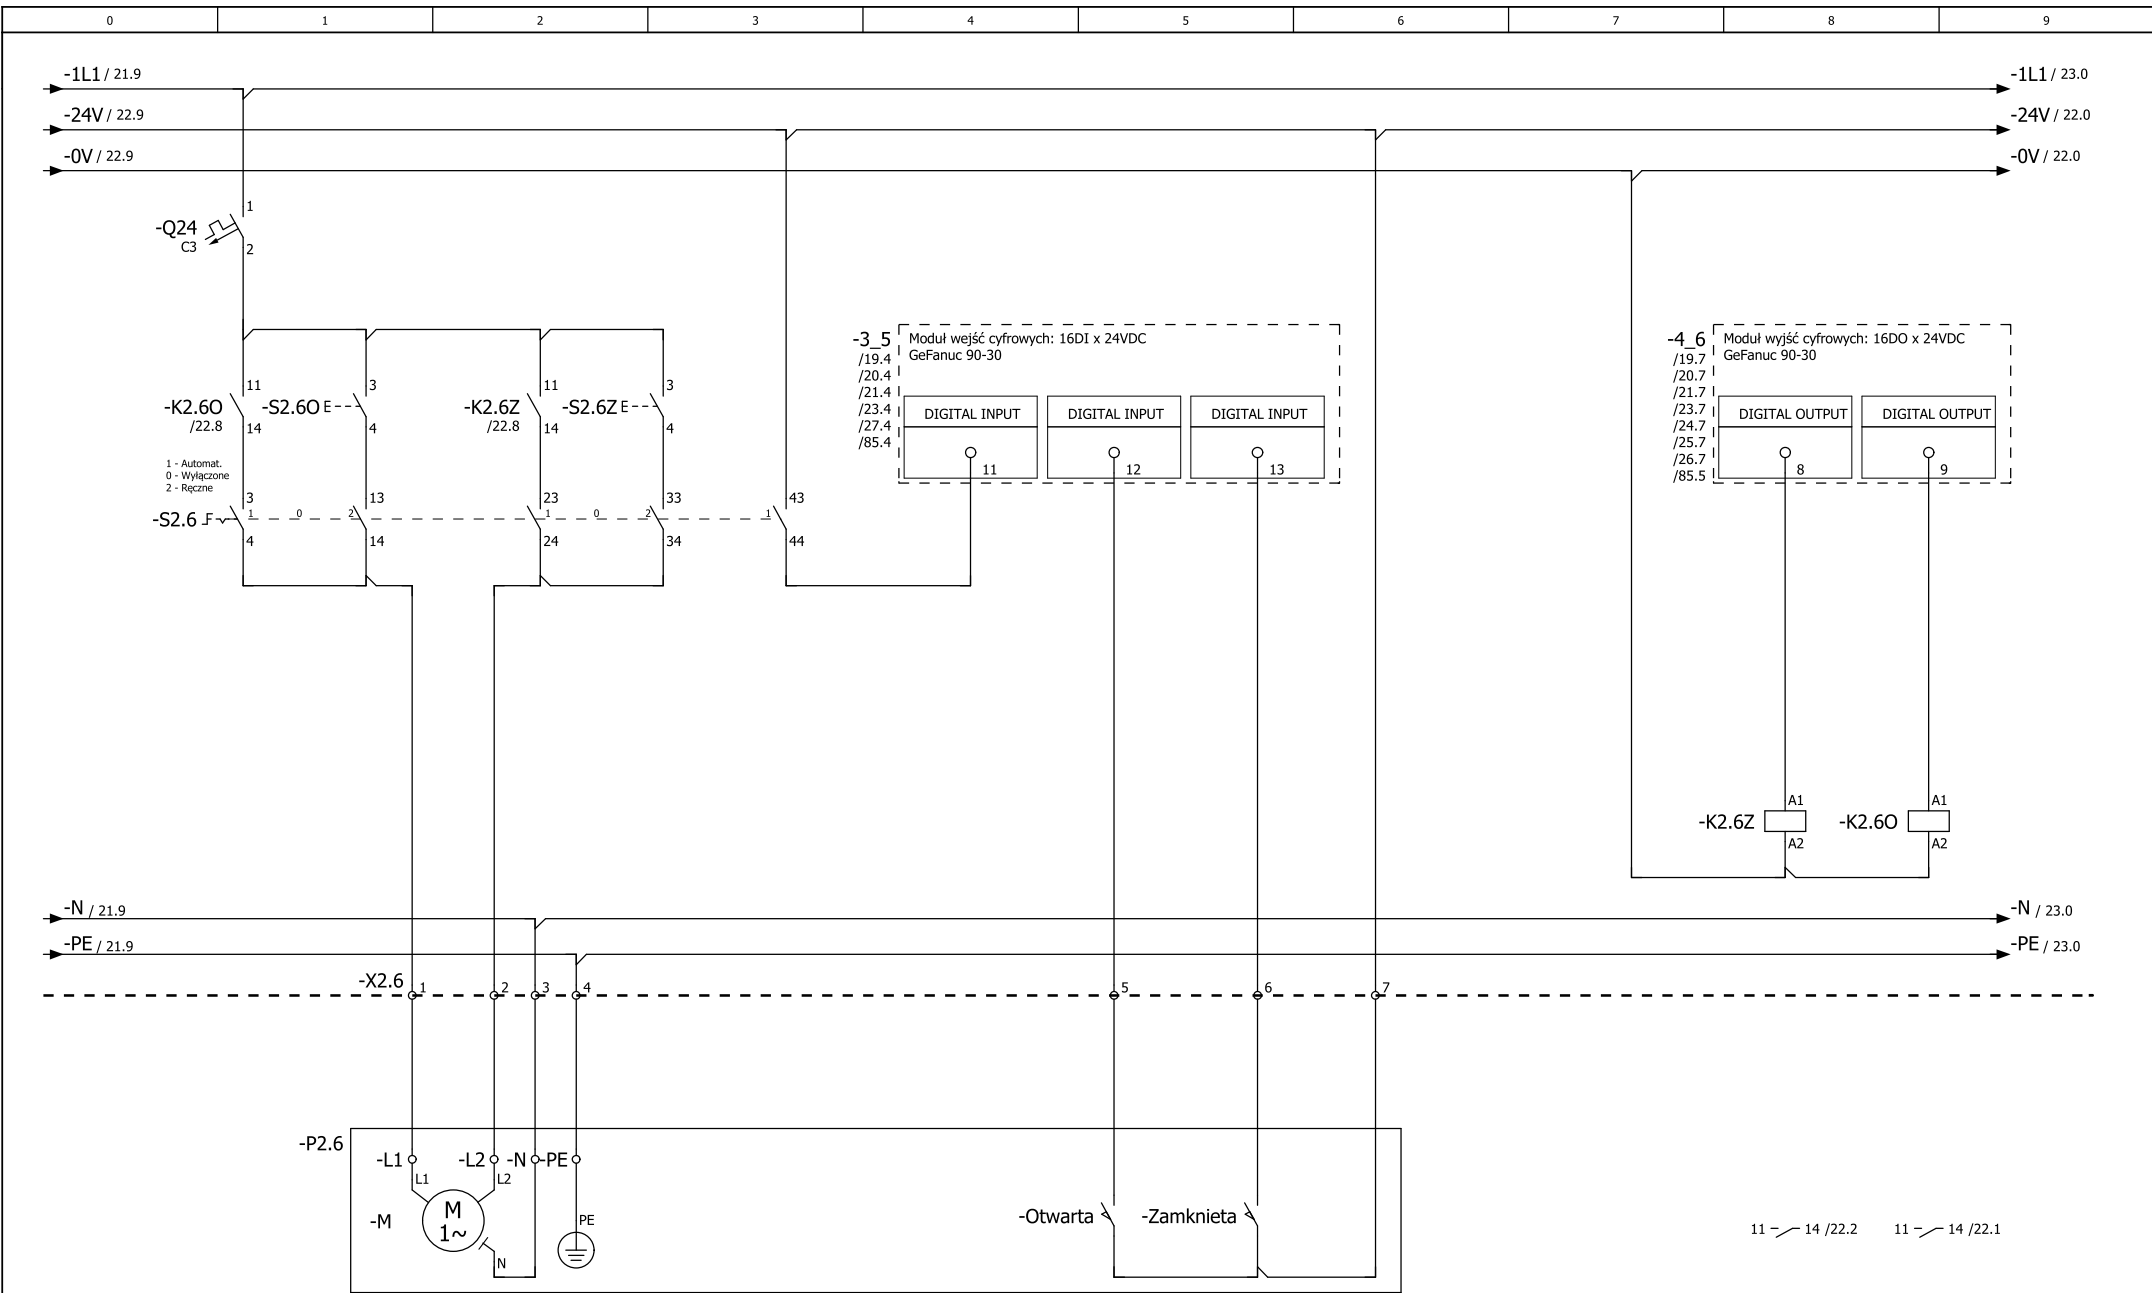 0 1 2 3 4 5 6 7 8 9
-1L1 / 21.9
-1L1 / 23.0
-24V / 22.9
-24V / 22.0
-0V / 22.9
-0V / 22.0
1
-Q24
C3
2
-3_5
/19.4
/20.4
/21.4
/23.4
/27.4
/85.4
Moduł wejść cyfrowych: 16DI x 24VDC
GeFanuc 90-30
DIGITAL INPUT
DIGITAL INPUT
DIGITAL INPUT
11
12
13
-4_6
/19.7
/20.7
/21.7
/23.7
/24.7
/25.7
/26.7
/85.5
Moduł wyjść cyfrowych: 16DO x 24VDC
GeFanuc 90-30
DIGITAL OUTPUT
DIGITAL OUTPUT
8
9
11
-K2.6O
/22.8
14
3
-S2.6O
4
11
-K2.6Z
/22.8
14
3
-S2.6Z
4
1 - Automat.
0 - Wyłączone
2 - Ręczne
3 13 23 33 43
-S2.6 1 0 2 1 0 2 1
4 14 24 34 44
A1 A1
-K2.6Z -K2.6O
A2 A2
-N / 21.9
-N / 23.0
-PE / 21.9
-PE / 23.0
-X2.6 1 2 3 4 5 6 7
-P2.6
-L1 -L2 -N -PE
L1 L2
-M
M
1~
PE
N
-Otwarta
-Zamknieta
11 14 /22.2
11 14 /22.1